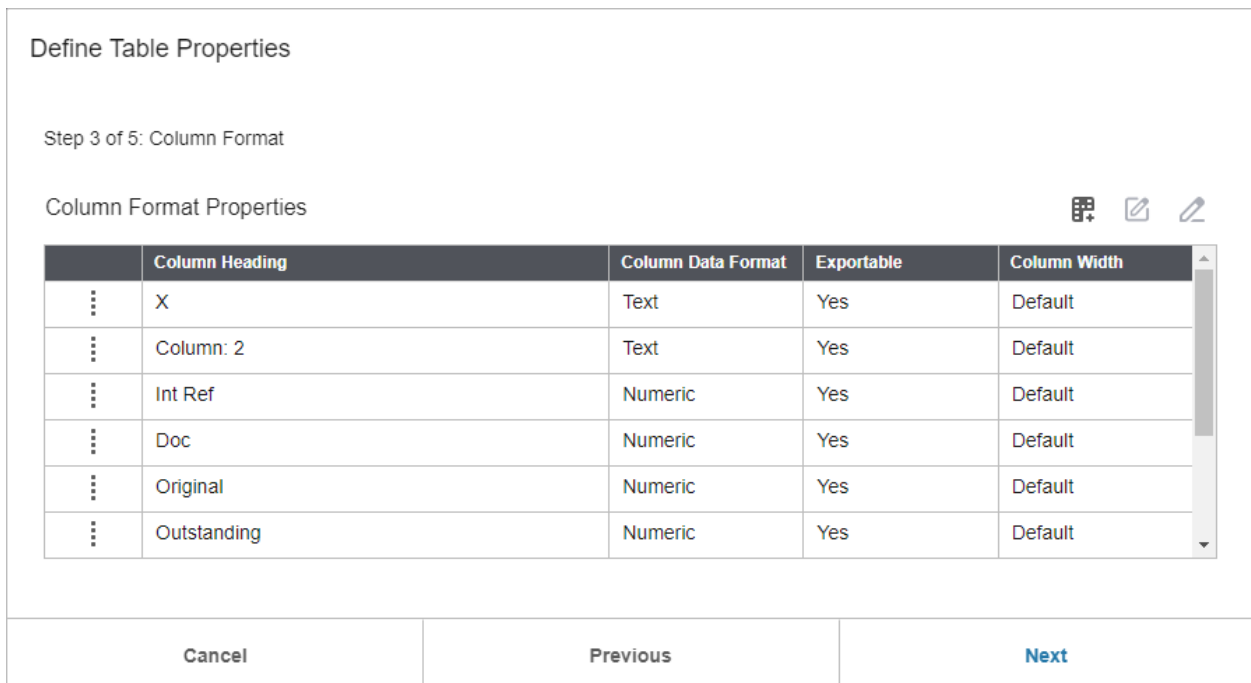 Define Table Properties
Step 3 of 5: Column Format
Column Format Properties
Column Heading Column Data Format Exportable Column Width
X Text Yes Default
Column: 2 Text Yes Default
Int Ref Numeric Yes Default
Doc Numeric Yes Default
Original Numeric Yes Default
Outstanding Numeric Yes Default
Cancel Previous Next